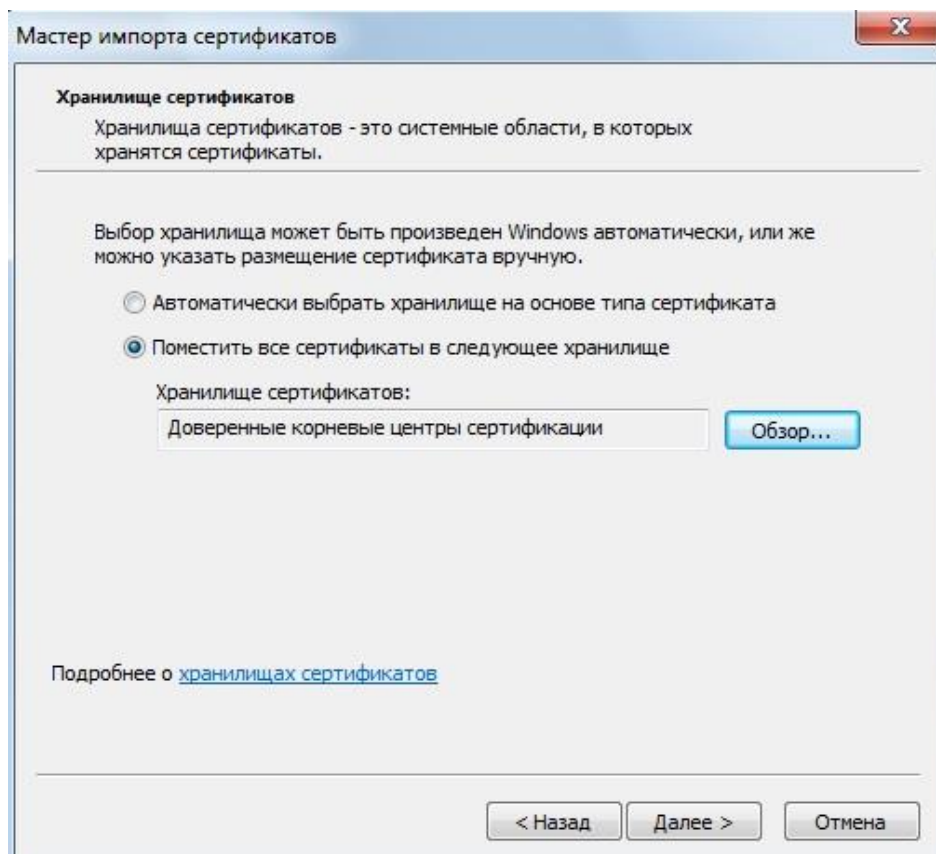 Мастер импорта сертификатов
Хранилище сертификатов
Хранилища сертификатов - это системные области, в которых
хранятся сертификаты.
Выбор хранилища может быть произведен Windows автоматически, или же
можно указать размещение сертификата вручную.
Автоматически выбрать хранилище на основе типа сертификата
Поместить все сертификаты в следующее хранилище
Хранилище сертификатов:
Доверенные корневые центры сертификации
Обзор...
Подробнее о хранилищах сертификатов
< Назад
Далее >
Отмена